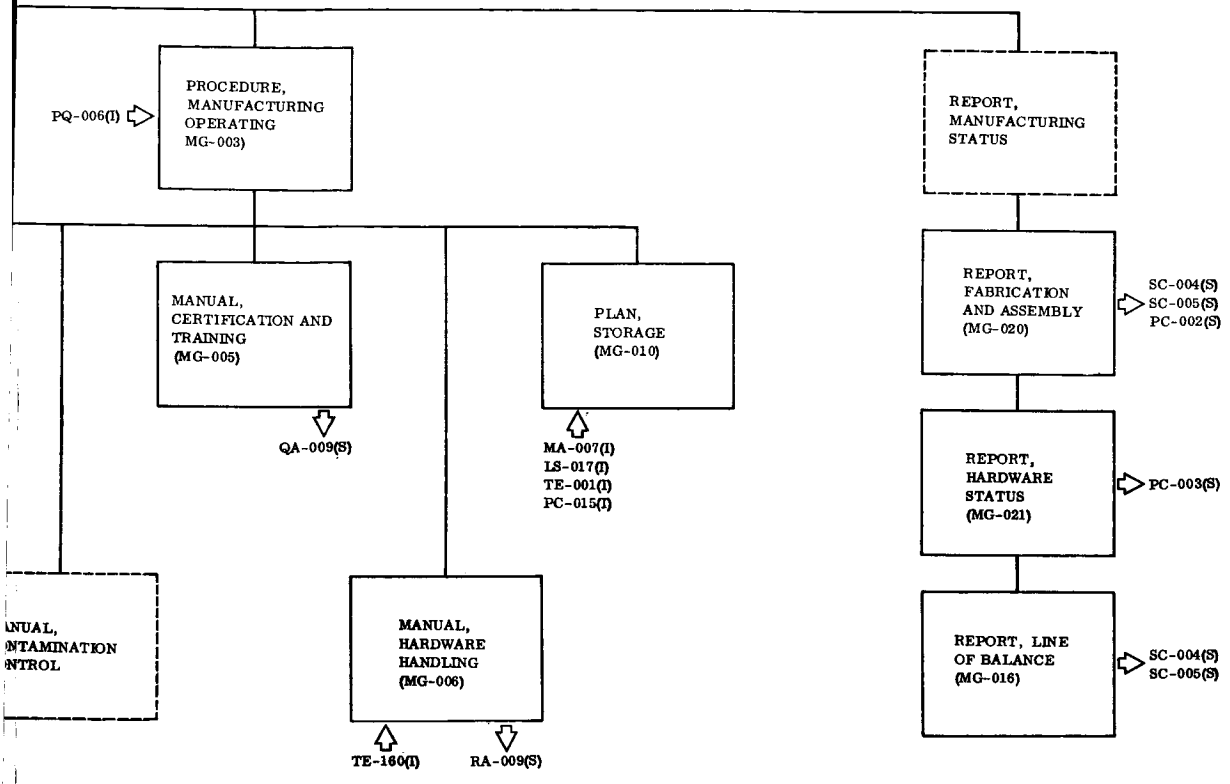 PROCEDURE,
MANUFACTURING
OPERATING
MG-003)
PQ-006(I)
REPORT,
MANUFACTURING
STATUS
MANUAL,
CERTIFICATION AND
TRAINING
(MG-005)
QA-009(S)
PLAN,
STORAGE
(MG-010)
MA-007(I)
LS-017(I)
TE-001(I)
PC-015(I)
REPORT,
FABRICATION
AND ASSEMBLY
(MG-020)
SC-004(S)
SC-005(S)
PC-002(S)
REPORT,
HARDWARE
STATUS
(MG-021)
PC-003(S)
ANUAL,
ONTAMINATION
ONTROL
MANUAL,
HARDWARE
HANDLING
(MG-006)
TE-160(I)
RA-009(S)
REPORT, LINE
OF BALANCE
(MG-016)
SC-004(S)
SC-005(S)